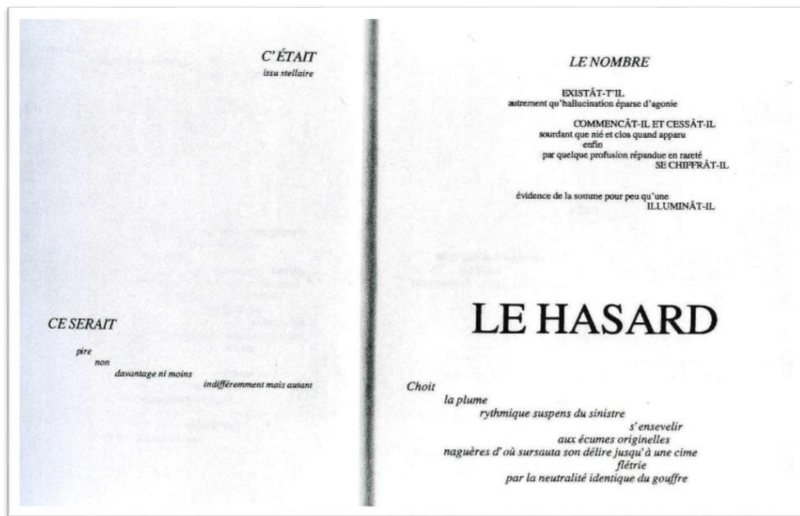 C'ÉTAIT
issu stellaire
CE SERAIT
pire
non
davantage ni moins
indifféremment mais autant
LE NOMBRE
EXISTÂT-T'IL
autrement qu'hallucination éparse d'agonie
COMMENCÂT-IL ET CESSÂT-IL
sourdant que nié et clos quand apparu
enfin
par quelque profusion répandue en rareté
SE CHIFFRÂT-IL
évidence de la somme pour peu qu'une
ILLUMINÂT-IL
LE HASARD
Choit
la plume
rythmique suspens du sinistre
s'ensevelir
aux écumes originelles
naguères d'où sursauta son délire jusqu'à une cime
flétrie
par la neutralité identique du gouffre